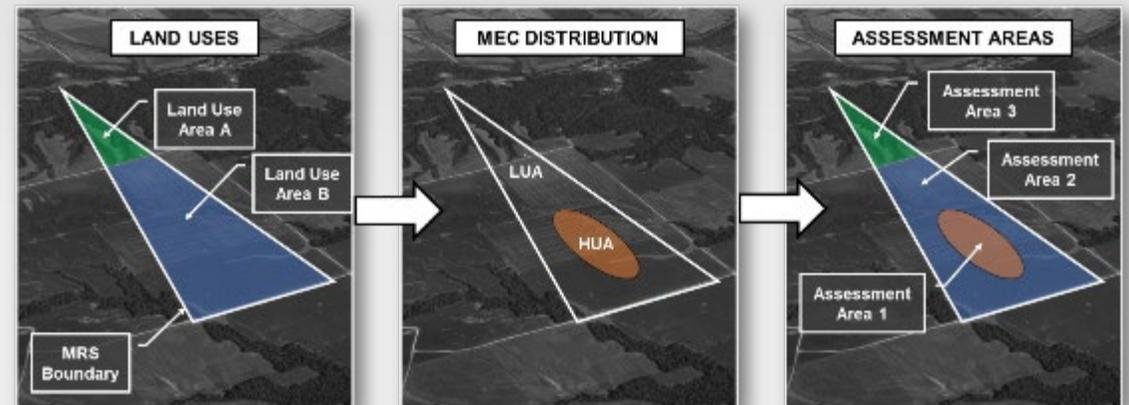 LAND USES
Land Use
Area A
Land Use
Area B
MRS
Boundary
MEC DISTRIBUTION
LUA
HUA
ASSESSMENT AREAS
Assessment
Area 3
Assessment
Area 2
Assessment
Area 1